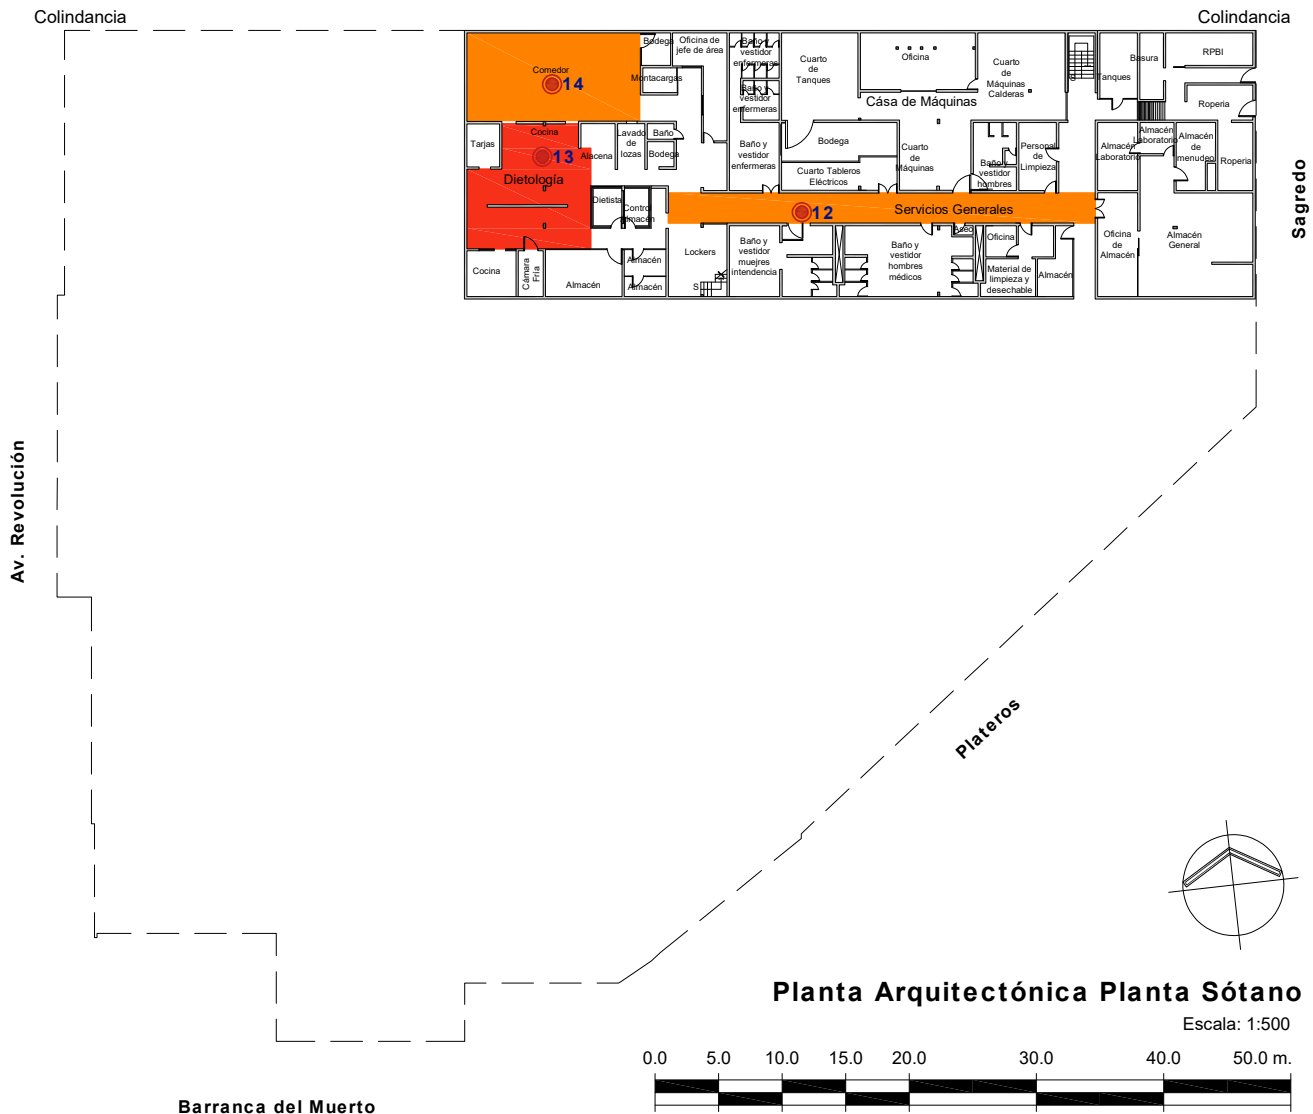 Colindancia
Colindancia
Bodega
Oficina de
jefe de área
Baño y
vestidor
enfermeras
Cuarto
de
Tanques
Oficina
Cuarto
de
Máquinas
Calderas
Tanques
Basura
RPBI
Comedor
14
Montacargas
Baño y
vestidor
enfermeras
Cása de Máquinas
Roperia
Tarjas
Cocina
13
Alacena
Lavado
de
lozas
Baño
Bodega
Baño y
vestidor
enfermeras
Bodega
Cuarto Tableros
Eléctricos
Cuarto
de
Máquinas
Baño y
vestidor
hombres
Personal
de
Limpieza
Almacén
Laboratorio
Almacén
Laboratorio
Almacén
de
menudeo
Roperia
Dietología
Dietista
Control
Almacén
12
Servicios Generales
Sagredo
Cocina
Cámara
Fría
Almacén
Almacén
Almacén
Lockers
S
Baño y
vestidor
muejres
intendencia
Baño y
vestidor
hombres
médicos
Aseo
Oficina
Material de
limpieza y
desechable
Almacén
Oficina
de
Almacén
Almacén
General
Av. Revolución
Plateros
Planta Arquitectónica Planta Sótano
Escala: 1:500
0.0 5.0 10.0 15.0 20.0 30.0 40.0 50.0 m.
Barranca del Muerto